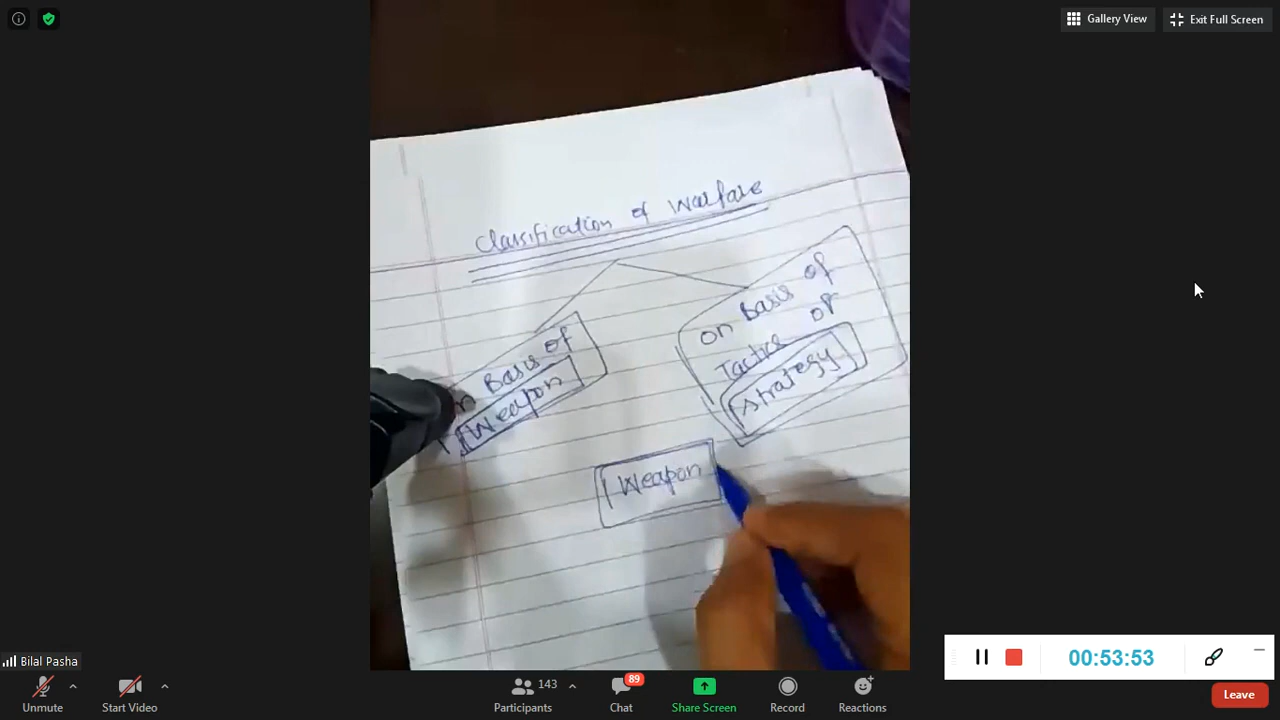 Gallery View
Exit Full Screen
Classification of Warfare
Basis of
Weapon
on Basis of
Tactics or
strategy
Weapon
Bilal Pasha
Unmute
Start Video
143
Participants
89
Chat
Share Screen
Record
Reactions
00:53:53
Leave